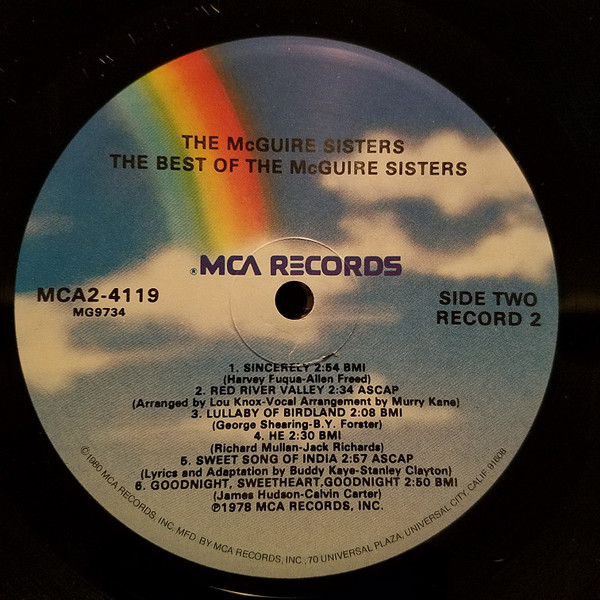 THE McGUIRE SISTERS
THE BEST OF THE McGUIRE SISTERS
®MCA RECORDS
MCA2-4119
MG9734
SIDE TWO
RECORD 2
1. SINCERELY 2:54 BMI
(Harvey Fuqua-Allen Freed)
2. RED RIVER VALLEY 2:34 ASCAP
(Arranged by Lou Knox-Vocal Arrangement by Murry Kane)
3. LULLABY OF BIRDLAND 2:08 BMI
(George Shearing-B.Y. Forster)
4. HE 2:30 BMI
(Richard Mullan-Jack Richards)
5. SWEET SONG OF INDIA 2:57 ASCAP
(Lyrics and Adaptation by Buddy Kaye-Stanley Clayton)
6. GOODNIGHT, SWEETHEART,GOODNIGHT 2:50 BMI
(James Hudson-Calvin Carter)
℗1978 MCA RECORDS, INC.
©1980 MCA RECORDS, INC. MFD. BY MCA RECORDS, INC., 70 UNIVERSAL PLAZA, UNIVERSAL CITY, CALIF. 91608